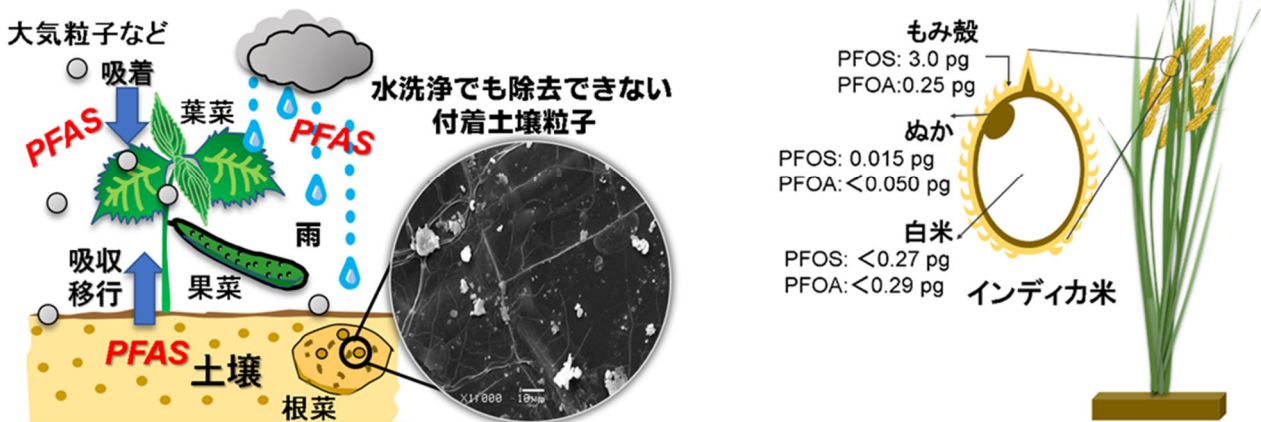 大気粒子など
吸着
PFAS
葉菜
PFAS
雨
吸収
移行
果菜
PFAS
土壌
根菜
水洗浄でも除去できない
付着土壌粒子
X1,000 10μm
もみ殻
PFOS: 3.0 pg
PFOA:0.25 pg
ぬか
PFOS: 0.015 pg
PFOA:<0.050 pg
白米
PFOS: <0.27 pg
PFOA:<0.29 pg
インディカ米